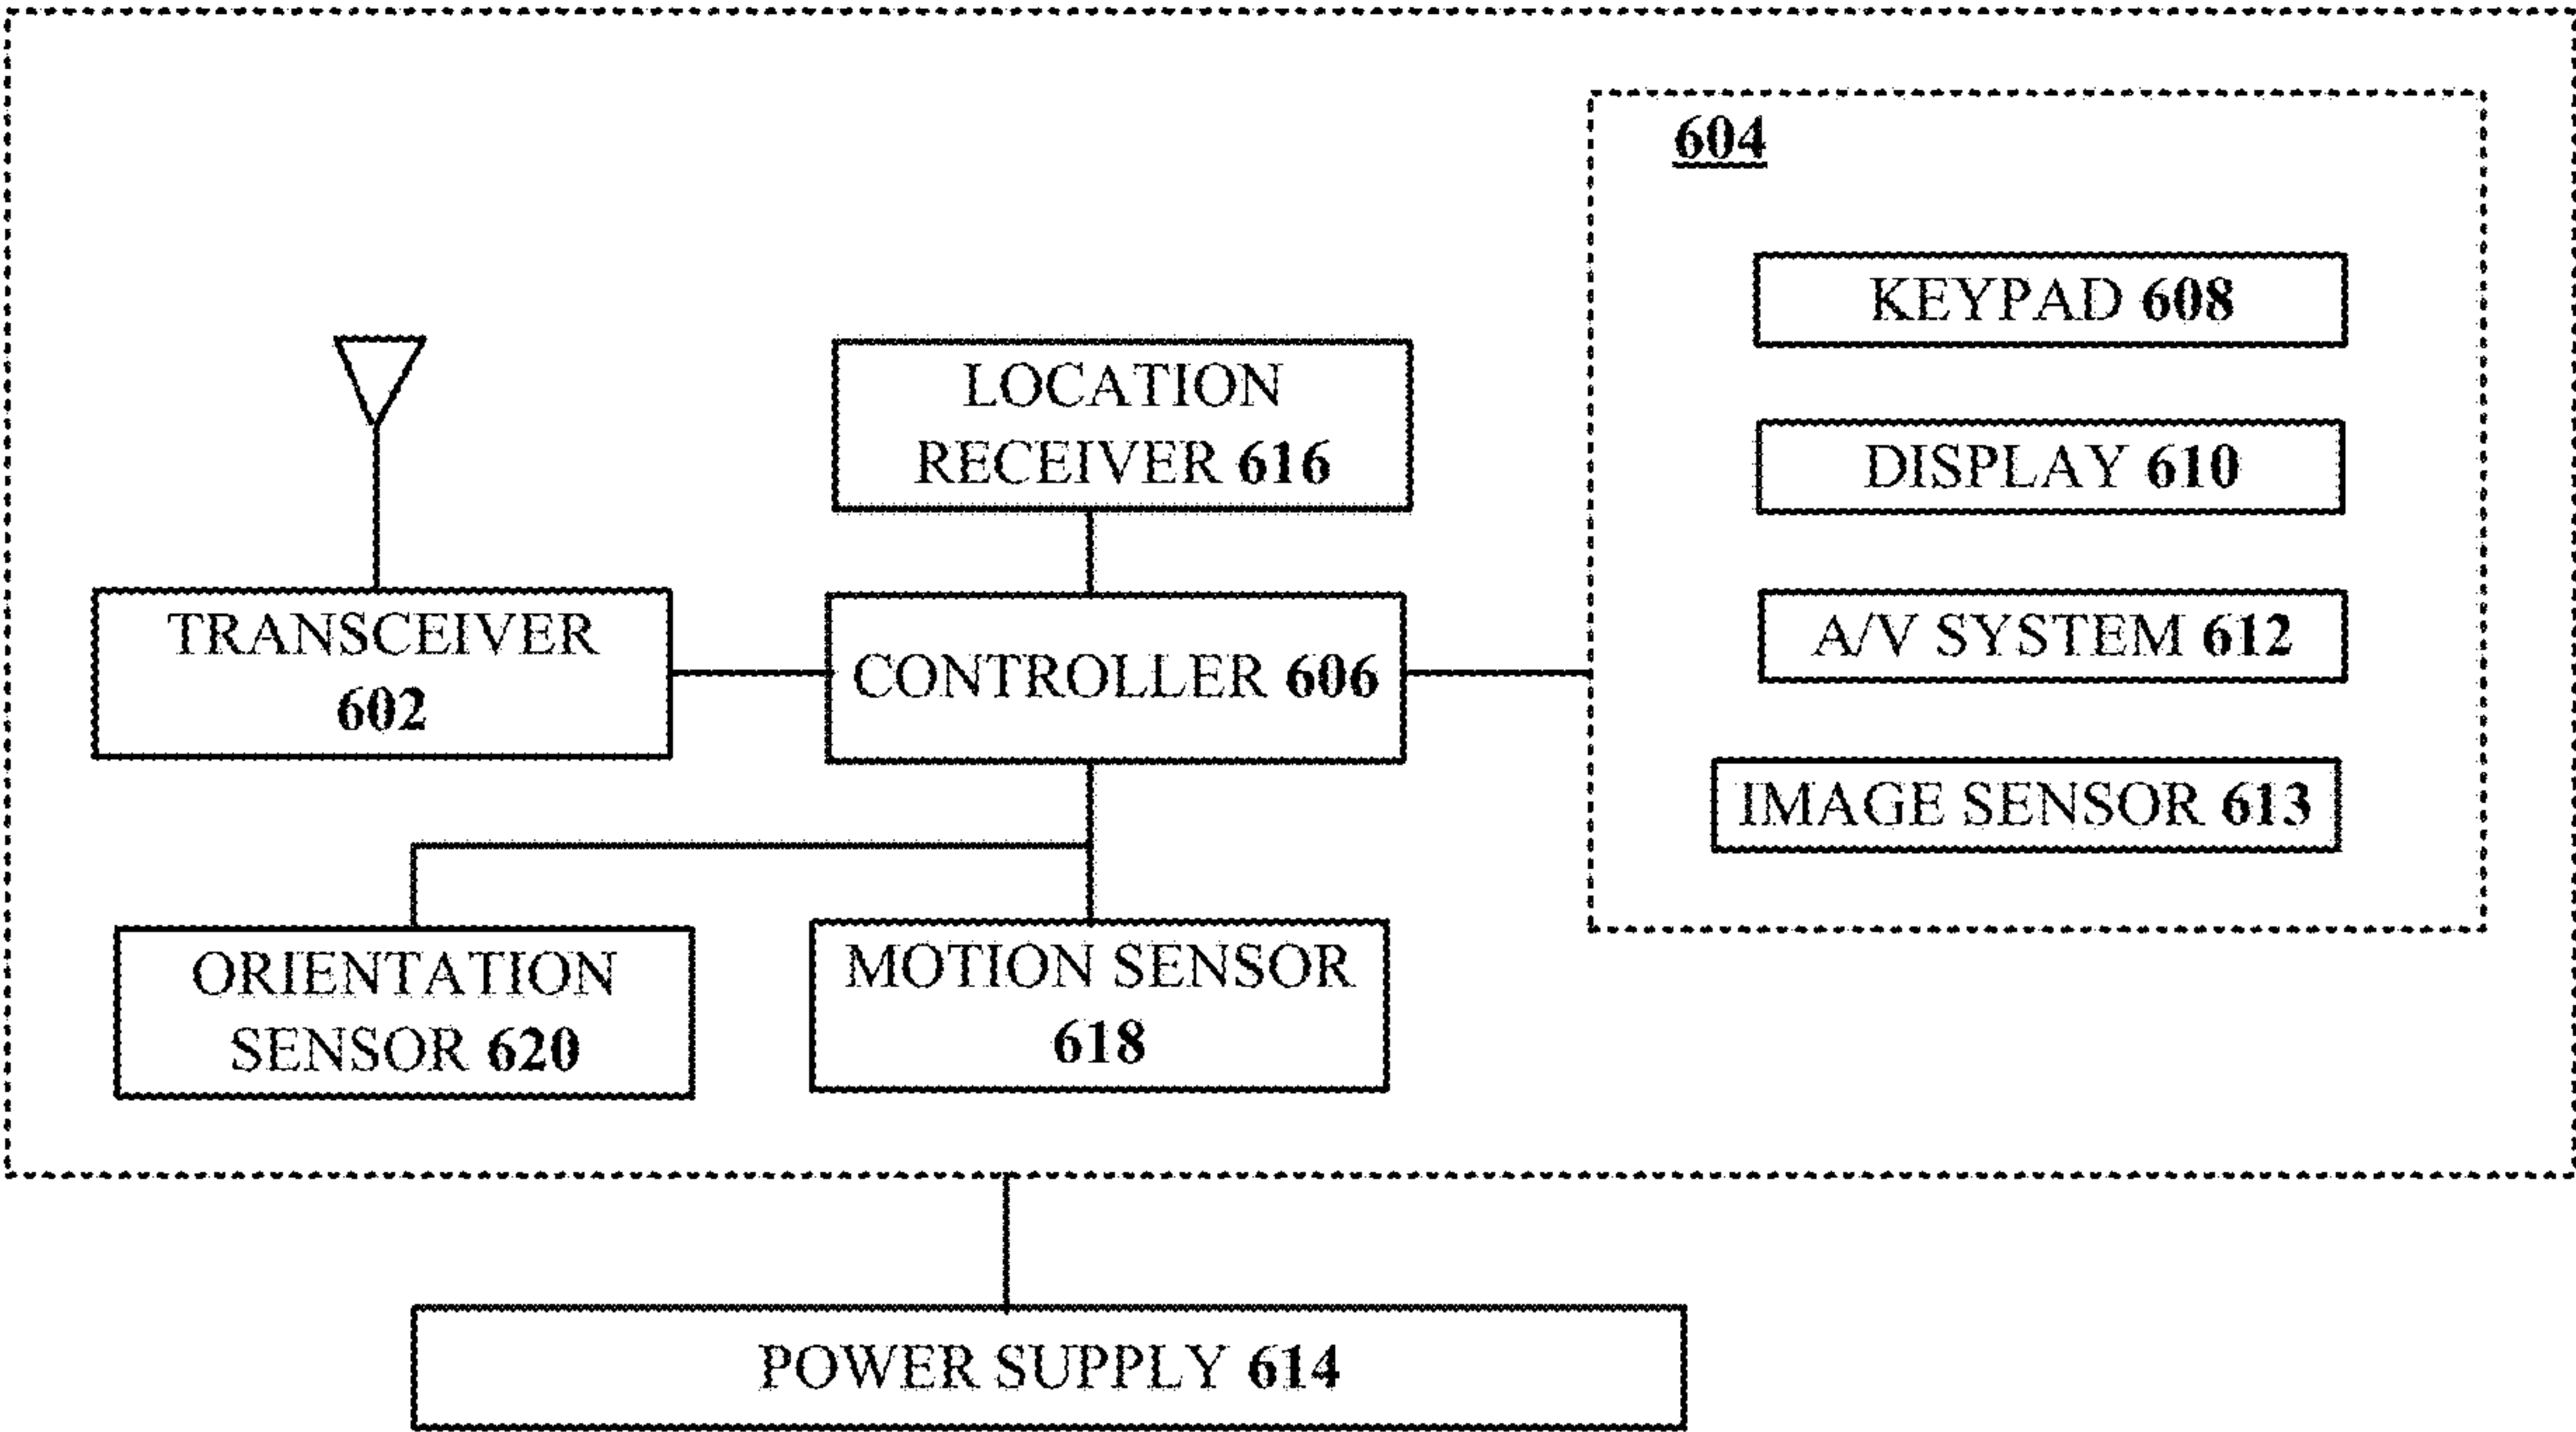 604
KEYPAD 608
LOCATION
RECEIVER 616
DISPLAY 610
TRANSCEIVER
602
CONTROLLER 606
A/V SYSTEM 612
IMAGE SENSOR 613
ORIENTATION
SENSOR 620
MOTION SENSOR
618
POWER SUPPLY 614